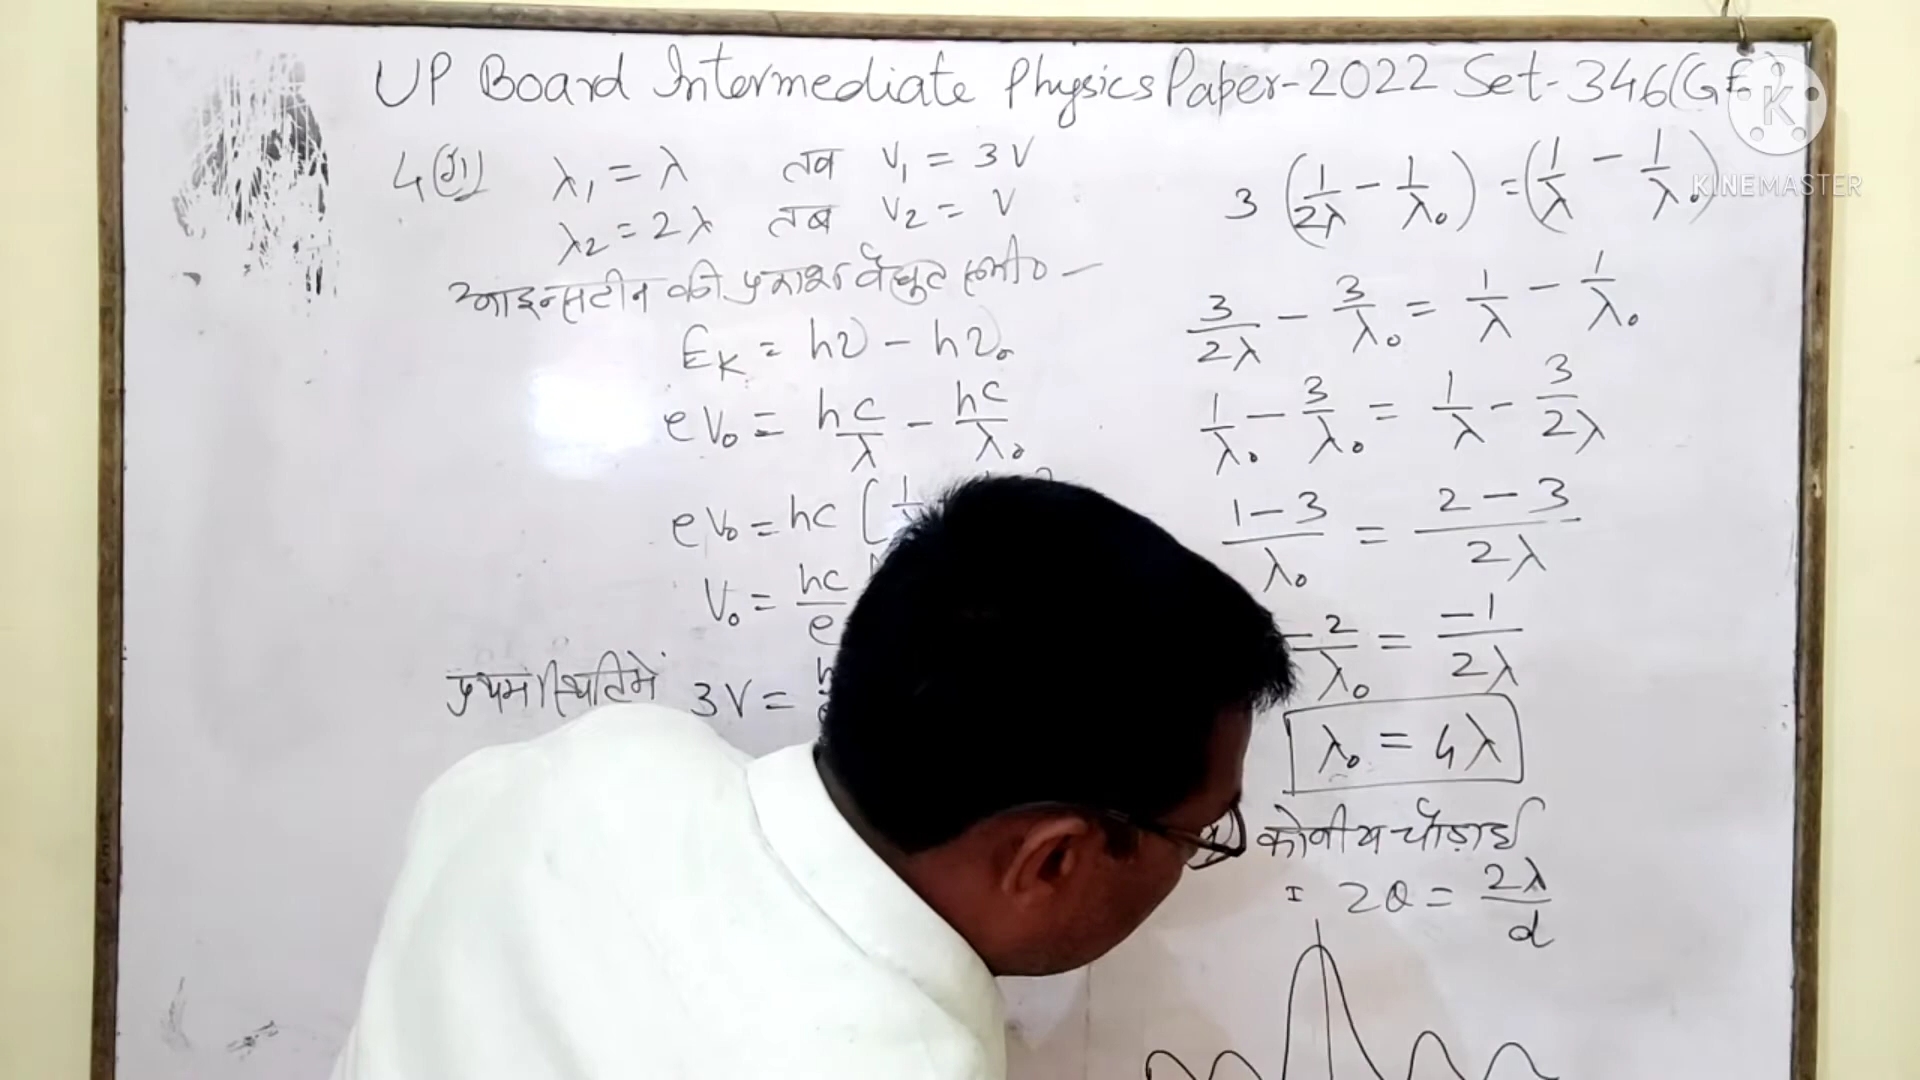 UP Board Intermediate Physics Paper-2022 Set-346(GE)
K
KINEMASTER
4(ग) λ₁ = λ तब V₁ = 3V
λ₂ = 2λ तब V₂ = V
आइन्सटीन की प्रकाश वैद्युत समी० —
E_K = hν - hν₀
eV₀ = hc/λ - hc/λ₀
eV₀ = hc (1/
V₀ = hc/e
प्रथम स्थिति में 3V =
3 (1/2λ - 1/λ₀) = (1/λ - 1/λ₀)
3/2λ - 3/λ₀ = 1/λ - 1/λ₀
1/λ₀ - 3/λ₀ = 1/λ - 3/2λ
1-3/λ₀ = 2-3/2λ
-2/λ₀ = -1/2λ
λ₀ = 4λ
कोणीय चौड़ाई
= 2θ = 2λ/d